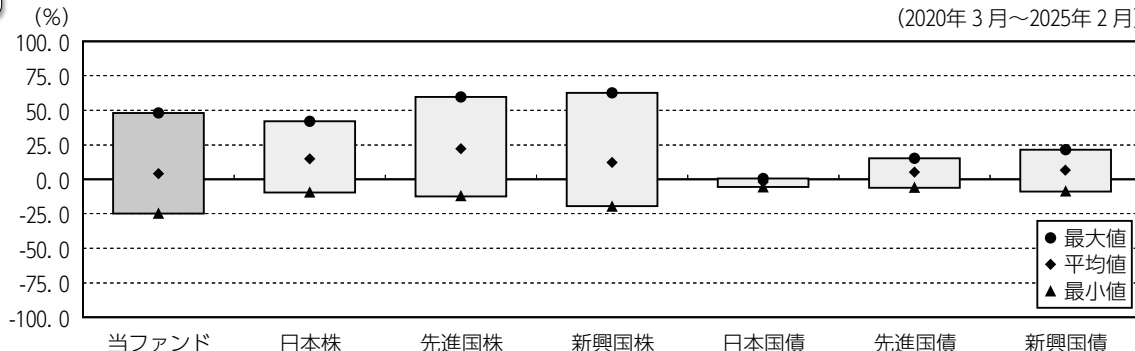 (%)
(2020年3月~2025年2月)
100.0
75.0
50.0
25.0
0.0
-25.0
-50.0
-75.0
-100.0
● 最大値
◆ 平均値
▲ 最小値
当ファンド 日本株 先進国株 新興国株 日本国債 先進国債 新興国債